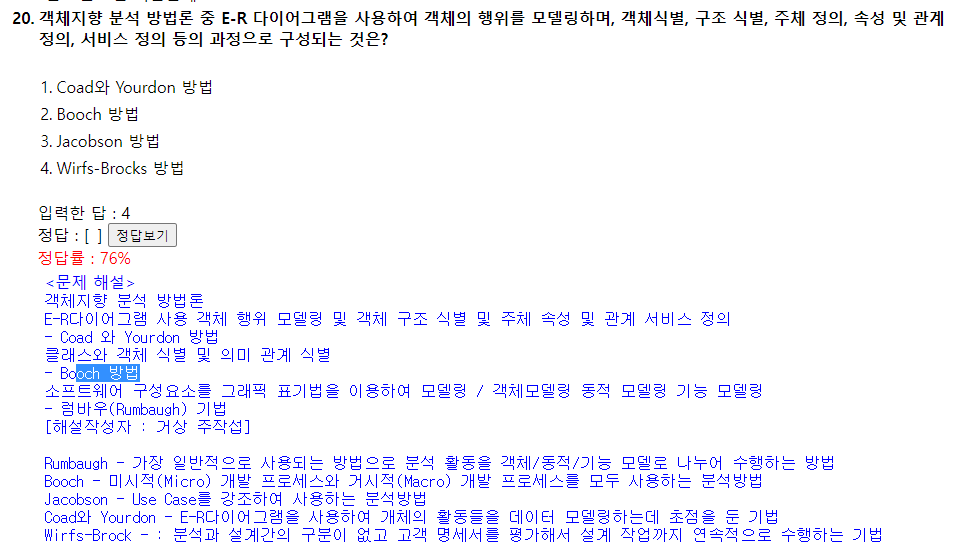 20. 객체지향 분석 방법론 중 E-R 다이어그램을 사용하여 객체의 행위를 모델링하며, 객체식별, 구조 식별, 주체 정의, 속성 및 관계
정의, 서비스 정의 등의 과정으로 구성되는 것은?
1. Coad와 Yourdon 방법
2. Booch 방법
3. Jacobson 방법
4. Wirfs-Brocks 방법
입력한 답 : 4
정답 : [ ] 정답보기
정답률 : 76%
<문제 해설>
객체지향 분석 방법론
E-R다이어그램 사용 객체 행위 모델링 및 객체 구조 식별 및 주체 속성 및 관계 서비스 정의
- Coad 와 Yourdon 방법
클래스와 객체 식별 및 의미 관계 식별
- Booch 방법
소프트웨어 구성요소를 그래픽 표기법을 이용하여 모델링 / 객체모델링 동적 모델링 기능 모델링
- 럼바우(Rumbaugh) 기법
[해설작성자 : 거상 주작섭]
Rumbaugh - 가장 일반적으로 사용되는 방법으로 분석 활동을 객체/동적/기능 모델로 나누어 수행하는 방법
Booch - 미시적(Micro) 개발 프로세스와 거시적(Macro) 개발 프로세스를 모두 사용하는 분석방법
Jacobson - Use Case를 강조하여 사용하는 분석방법
Coad와 Yourdon - E-R다이어그램을 사용하여 개체의 활동들을 데이터 모델링하는데 초점을 둔 기법
Wirfs-Brock - : 분석과 설계간의 구분이 없고 고객 명세서를 평가해서 설계 작업까지 연속적으로 수행하는 기법